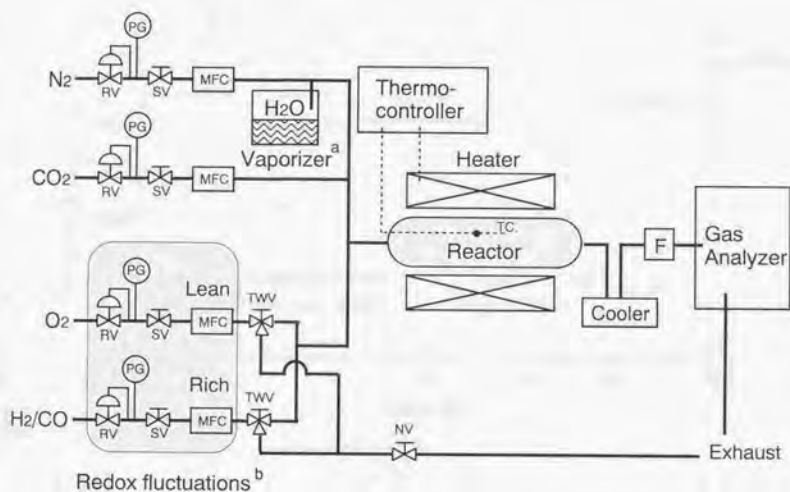 PG
N2
RV
SV
MFC
H2O
Vaporizer a
Thermo-
controller
PG
CO2
RV
SV
MFC
Heater
TC.
Reactor
F
Gas
Analyzer
Cooler
PG
Lean
TWV
O2
RV
SV
MFC
PG
Rich
TWV
H2/CO
RV
SV
MFC
NV
Exhaust
Redox fluctuations b